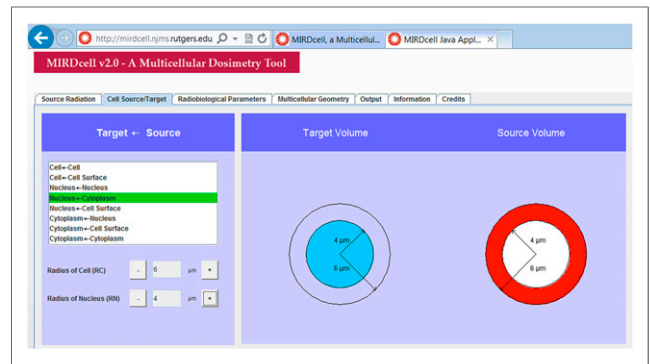 http://mirdcell.njms.rutgers.edu
MIRDcell, a Multicellul...
MIRDcell Java Appl...
MIRDcell v2.0 - A Multicellular Dosimetry Tool
Source Radiation Cell Source/Target Radiobiological Parameters Multicellular Geometry Output Information Credits
Target ← Source
Target Volume
Source Volume
Cell←Cell
Cell←Cell Surface
Nucleus←Nucleus
Nucleus←Cytoplasm
Nucleus←Cell Surface
Cytoplasm←Nucleus
Cytoplasm←Cell Surface
Cytoplasm←Cytoplasm
4 µm
6 µm
4 µm
6 µm
Radius of Cell (RC) - 6 µm +
Radius of Nucleus (RN) - 4 µm +